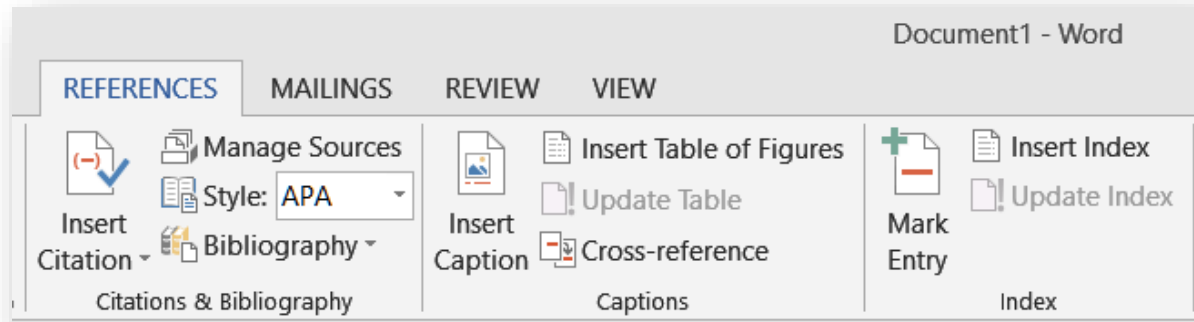 Document1 - Word
REFERENCES MAILINGS REVIEW VIEW
(-)
Insert
Citation
Manage Sources
Style: APA
Bibliography
Citations & Bibliography
Insert
Caption
Insert Table of Figures
Update Table
Cross-reference
Captions
Mark
Entry
Insert Index
Update Index
Index